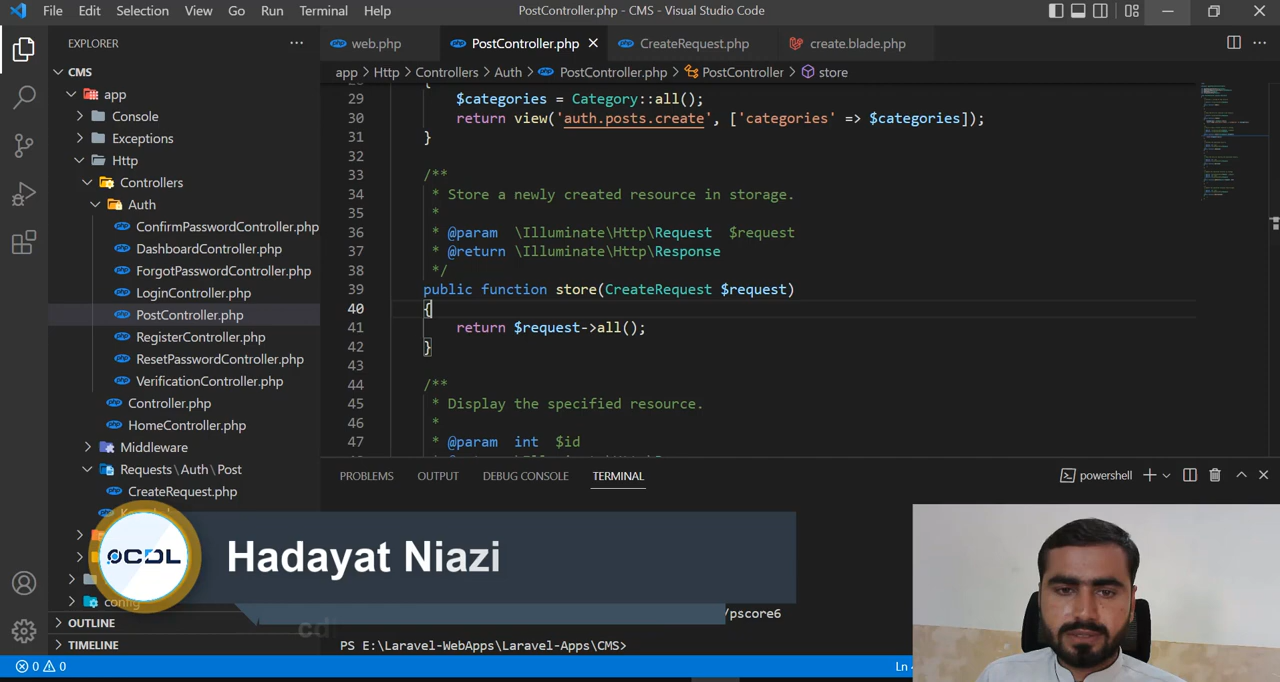 File Edit Selection View Go Run Terminal Help PostController.php - CMS - Visual Studio Code
EXPLORER
web.php PostController.php CreateRequest.php create.blade.php
CMS
app > Http > Controllers > Auth > PostController.php > PostController > store
app
Console
Exceptions
Http
Controllers
Auth
ConfirmPasswordController.php
DashboardController.php
ForgotPasswordController.php
LoginController.php
PostController.php
RegisterController.php
ResetPasswordController.php
VerificationController.php
Controller.php
HomeController.php
Middleware
Requests\Auth\Post
CreateRequest.php
config
OUTLINE
TIMELINE
29 $categories = Category::all();
30 return view('auth.posts.create', ['categories' => $categories]);
31 }
32
33 /**
34 * Store a newly created resource in storage.
35 *
36 * @param \Illuminate\Http\Request $request
37 * @return \Illuminate\Http\Response
38 */
39 public function store(CreateRequest $request)
40 {
41 return $request->all();
42 }
43
44 /**
45 * Display the specified resource.
46 *
47 * @param int $id
PROBLEMS OUTPUT DEBUG CONSOLE TERMINAL powershell
/pscore6
PS E:\Laravel-WebApps\Laravel-Apps\CMS>
CDL
Hadayat Niazi
cd
0 0
Ln